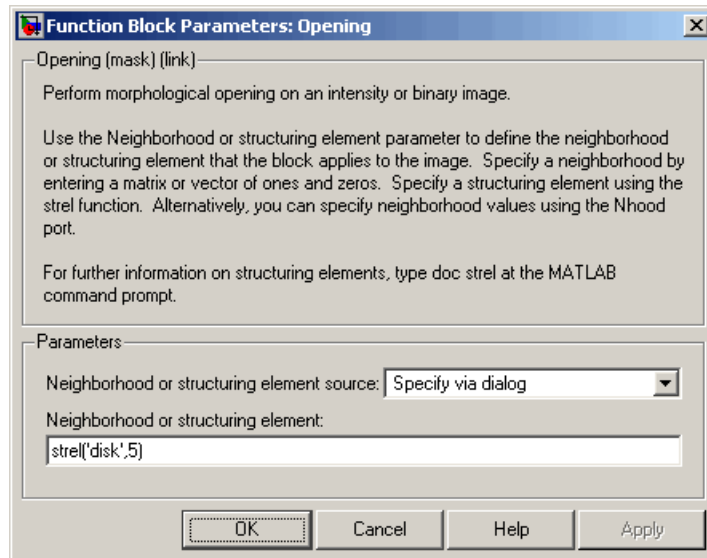 Function Block Parameters: Opening
Opening (mask) (link)
Perform morphological opening on an intensity or binary image.
Use the Neighborhood or structuring element parameter to define the neighborhood
or structuring element that the block applies to the image.  Specify a neighborhood by
entering a matrix or vector of ones and zeros.  Specify a structuring element using the
strel function.  Alternatively, you can specify neighborhood values using the Nhood
port.
For further information on structuring elements, type doc strel at the MATLAB
command prompt.
Parameters
Neighborhood or structuring element source: Specify via dialog
Neighborhood or structuring element:
strel('disk',5)
OK Cancel Help Apply